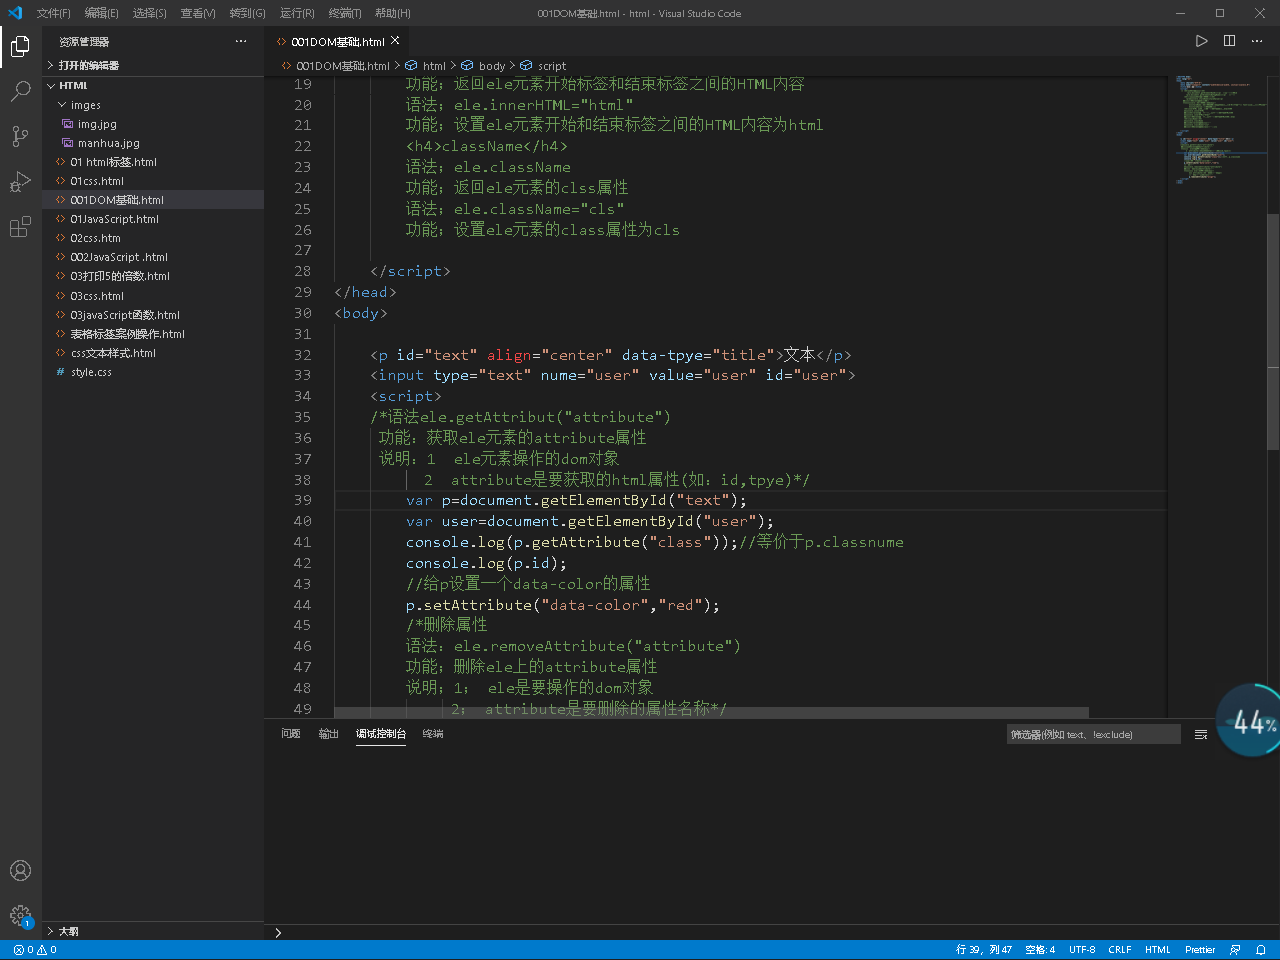 文件(F) 编辑(E) 选择(S) 查看(V) 转到(G) 运行(R) 终端(T) 帮助(H) 001DOM基础.html - html - Visual Studio Code
资源管理器
打开的编辑器
HTML
imges
img.jpg
manhua.jpg
01 html标签.html
01css.html
001DOM基础.html
01JavaScript.html
02css.htm
002JavaScript .html
03打印5的倍数.html
03css.html
03javaScript函数.html
表格标签案例操作.html
css文本样式.html
# style.css
大纲
001DOM基础.html
001DOM基础.html > html > body > script
19 功能；返回ele元素开始标签和结束标签之间的HTML内容
20 语法；ele.innerHTML="html"
21 功能；设置ele元素开始和结束标签之间的HTML内容为html
22 <h4>className</h4>
23 语法；ele.className
24 功能；返回ele元素的clss属性
25 语法；ele.className="cls"
26 功能；设置ele元素的class属性为cls
27
28 </script>
29 </head>
30 <body>
31
32 <p id="text" align="center" data-tpye="title">文本</p>
33 <input type="text" nume="user" value="user" id="user">
34 <script>
35 /*语法ele.getAttribut("attribute")
36 功能：获取ele元素的attribute属性
37 说明：1 ele元素操作的dom对象
38 2 attribute是要获取的html属性(如：id,tpye)*/
39 var p=document.getElementById("text");
40 var user=document.getElementById("user");
41 console.log(p.getAttribute("class"));//等价于p.classnume
42 console.log(p.id);
43 //给p设置一个data-color的属性
44 p.setAttribute("data-color","red");
45 /*删除属性
46 语法：ele.removeAttribute("attribute")
47 功能；删除ele上的attribute属性
48 说明；1； ele是要操作的dom对象
49 2； attribute是要删除的属性名称*/
问题 输出 调试控制台 终端 筛选器(例如 text、!exclude)
44%
1
0 0 行 39，列 47 空格: 4 UTF-8 CRLF HTML Prettier